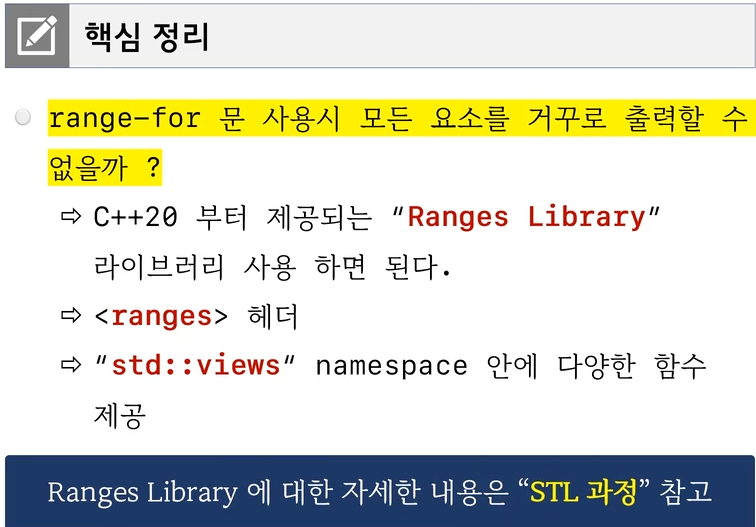 핵심 정리
range-for 문 사용시 모든 요소를 거꾸로 출력할 수
없을까 ?
⇨ C++20 부터 제공되는 "Ranges Library"
라이브러리 사용 하면 된다.
⇨ <ranges> 헤더
⇨ "std::views" namespace 안에 다양한 함수
제공
Ranges Library 에 대한 자세한 내용은 “STL 과정” 참고